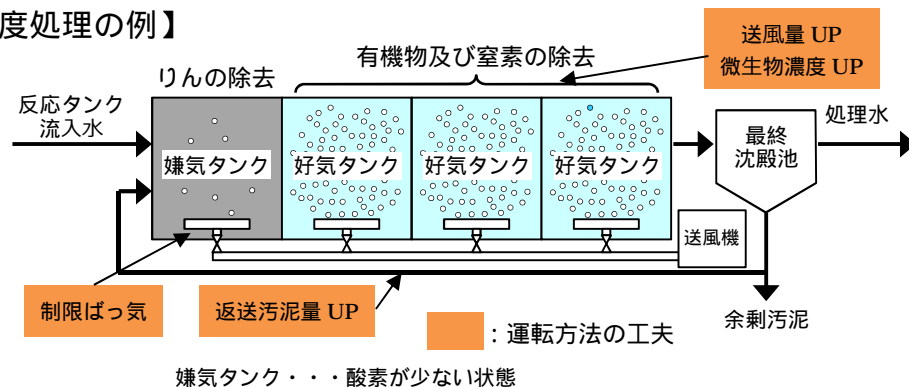 度処理の例】
送風量 UP
微生物濃度 UP
有機物及び窒素の除去
りんの除去
反応タンク
流入水
処理水
最終
沈殿池
嫌気タンク
好気タンク
好気タンク
好気タンク
送風機
制限ばっ気
返送汚泥量 UP
余剰汚泥
：運転方法の工夫
嫌気タンク・・・酸素が少ない状態